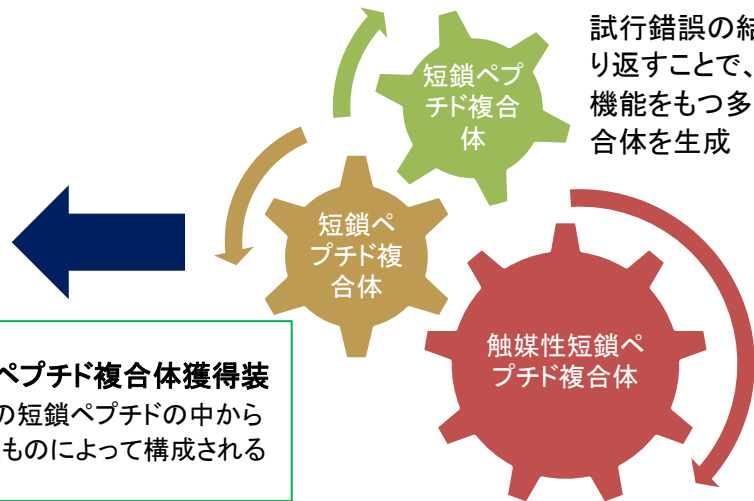 試行錯誤の結
り返すことで、
機能をもつ多
合体を生成
短鎖ペプ
チド複合
体
短鎖ペ
プチド複
合体
触媒性短鎖ペ
プチド複合体
ペプチド複合体獲得装
の短鎖ペプチドの中から
ものによって構成される